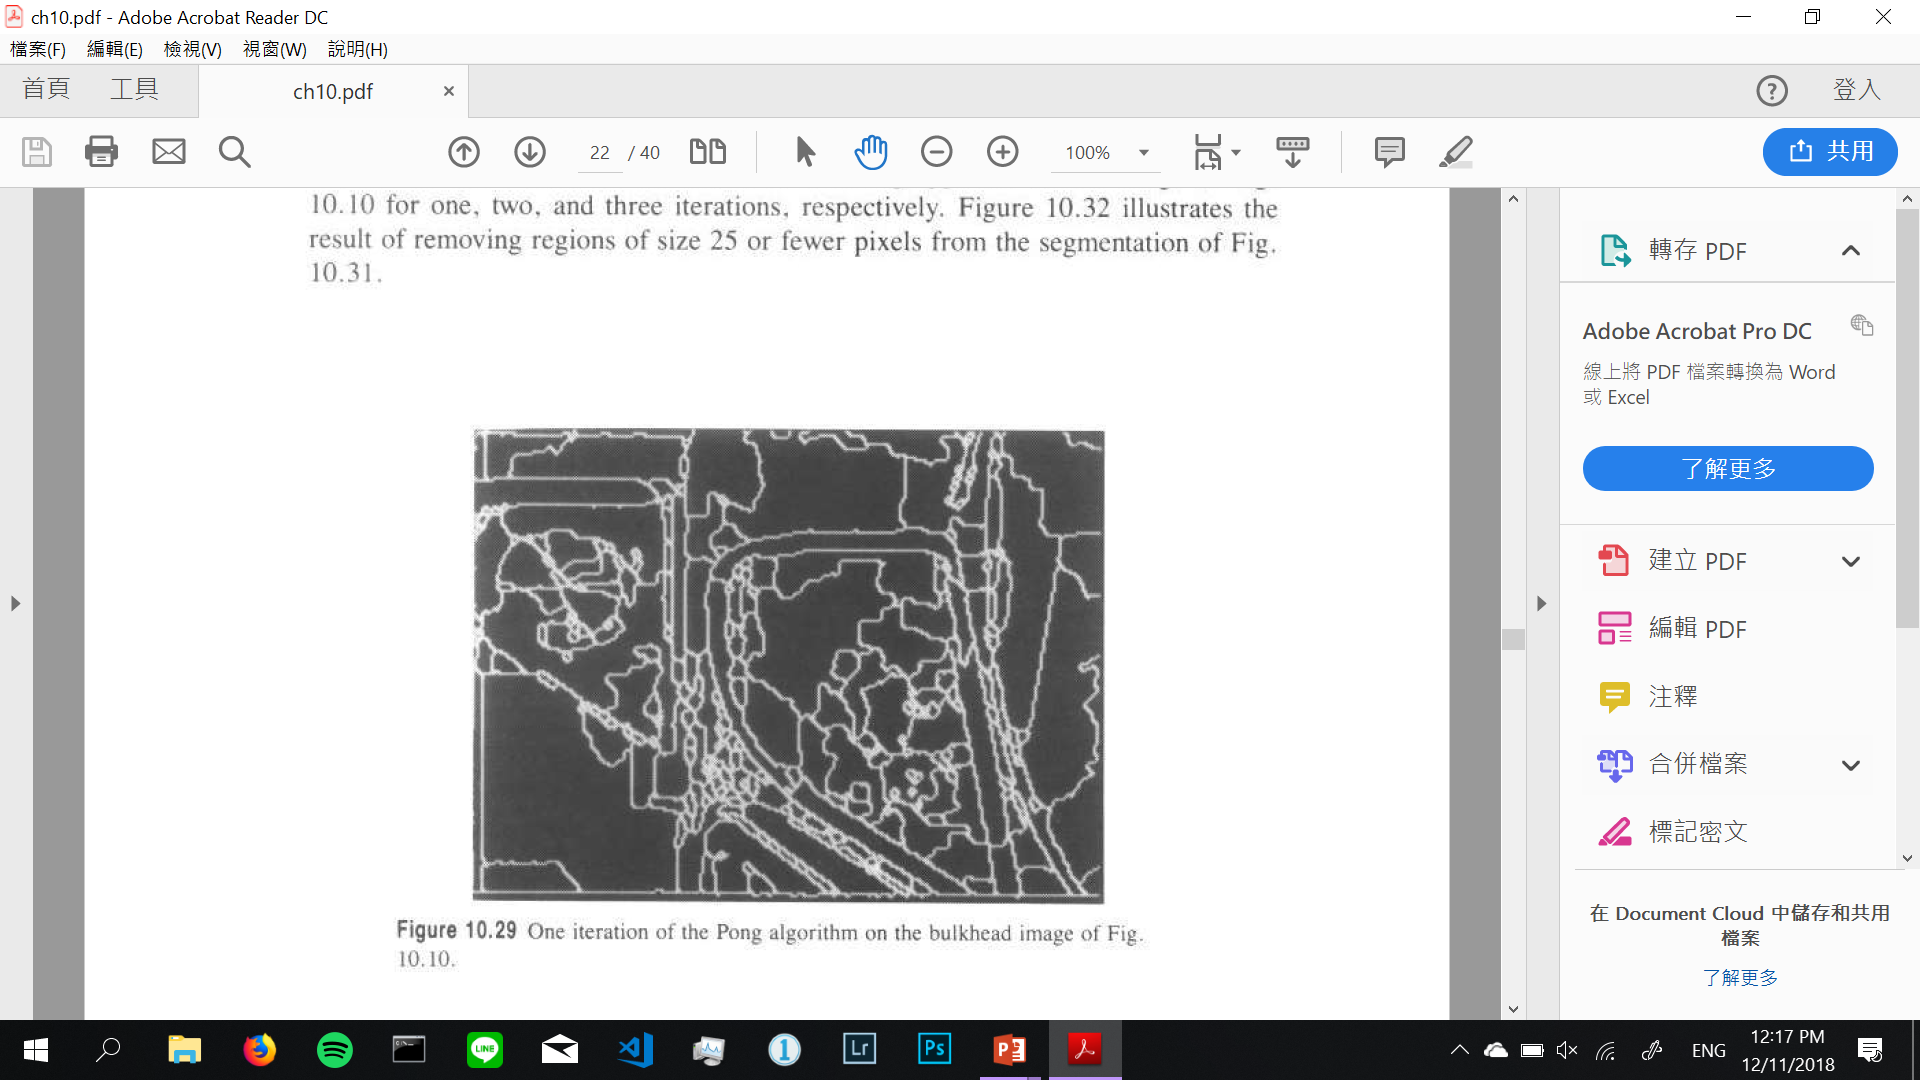 ch10.pdf - Adobe Acrobat Reader DC
檔案(F) 編輯(E) 檢視(V) 視窗(W) 說明(H)
首頁 工具 ch10.pdf × ? 登入
22 / 40 100% 共用
10.10 for one, two, and three iterations, respectively. Figure 10.32 illustrates the
result of removing regions of size 25 or fewer pixels from the segmentation of Fig.
10.31.
Figure 10.29 One iteration of the Pong algorithm on the bulkhead image of Fig.
10.10.
轉存 PDF
Adobe Acrobat Pro DC
線上將 PDF 檔案轉換為 Word
或 Excel
了解更多
建立 PDF
編輯 PDF
注釋
合併檔案
標記密文
在 Document Cloud 中儲存和共用
檔案
了解更多
LINE
1
Lr
Ps
ENG
12:17 PM
12/11/2018